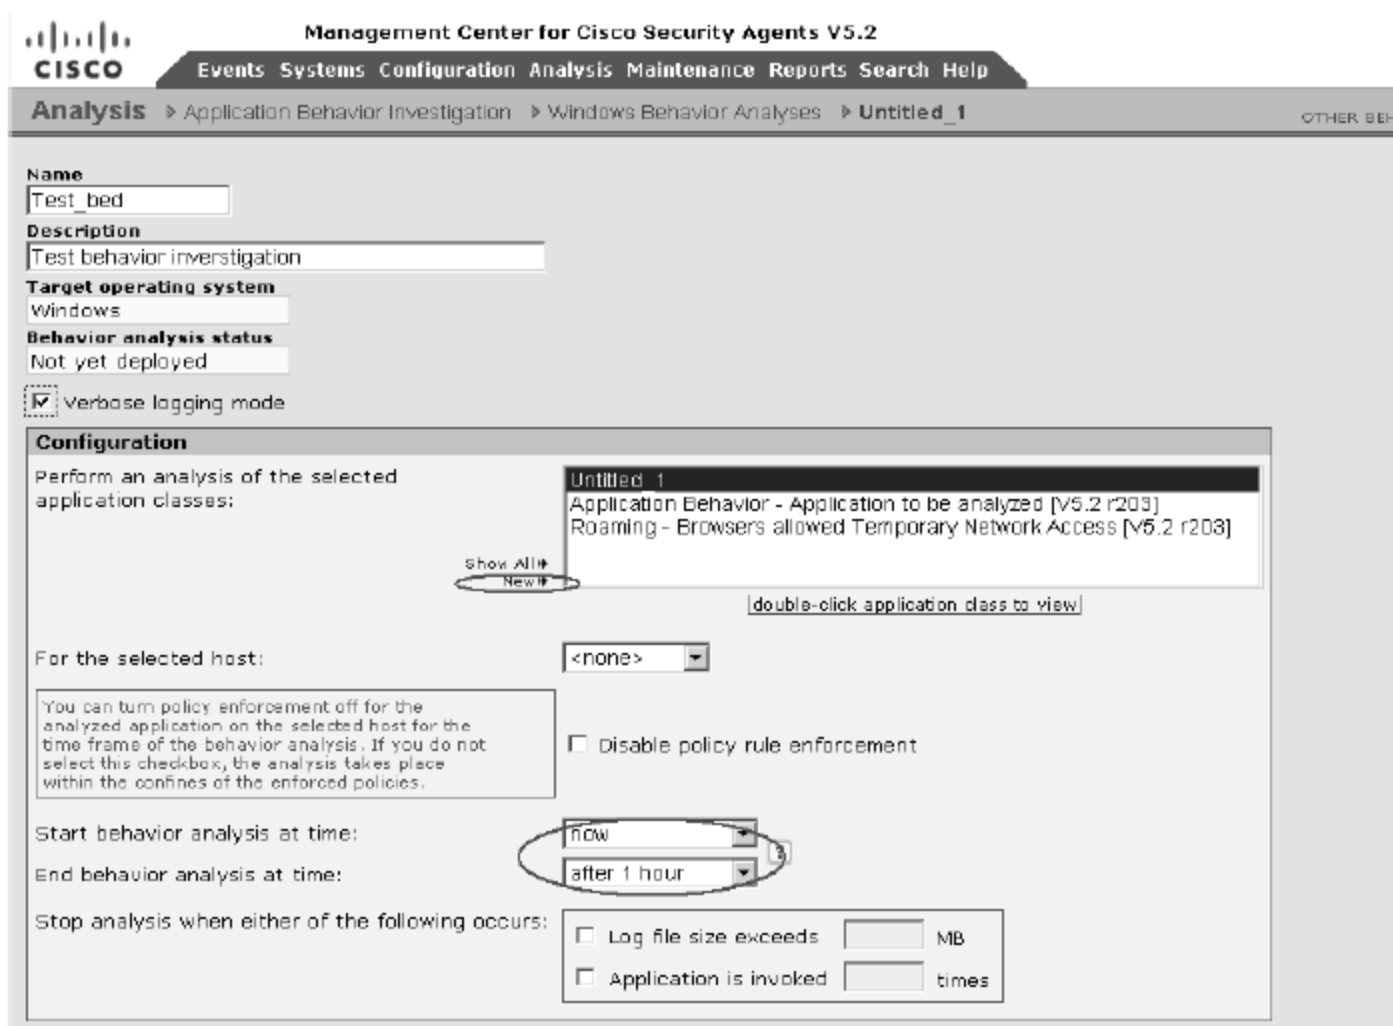 Management Center for Cisco Security Agents V5.2
CISCO
Events Systems Configuration Analysis Maintenance Reports Search Help
Analysis Application Behavior Investigation Windows Behavior Analyses Untitled_1
OTHER BEH
Name
Test_bed
Description
Test behavior inverstigation
Target operating system
Windows
Behavior analysis status
Not yet deployed
Verbose logging mode
Configuration
Perform an analysis of the selected
application classes:
Untitled_1
Application Behavior - Application to be analyzed [V5.2 r203]
Roaming - Browsers allowed Temporary Network Access [V5.2 r203]
Show All
New
double-click application class to view
For the selected host:
<none>
You can turn policy enforcement off for the
analyzed application on the selected host for the
time frame of the behavior analysis. If you do not
select this checkbox, the analysis takes place
within the confines of the enforced policies.
Disable policy rule enforcement
Start behavior analysis at time:
now
End behavior analysis at time:
after 1 hour
Stop analysis when either of the following occurs:
Log file size exceeds MB
Application is invoked times